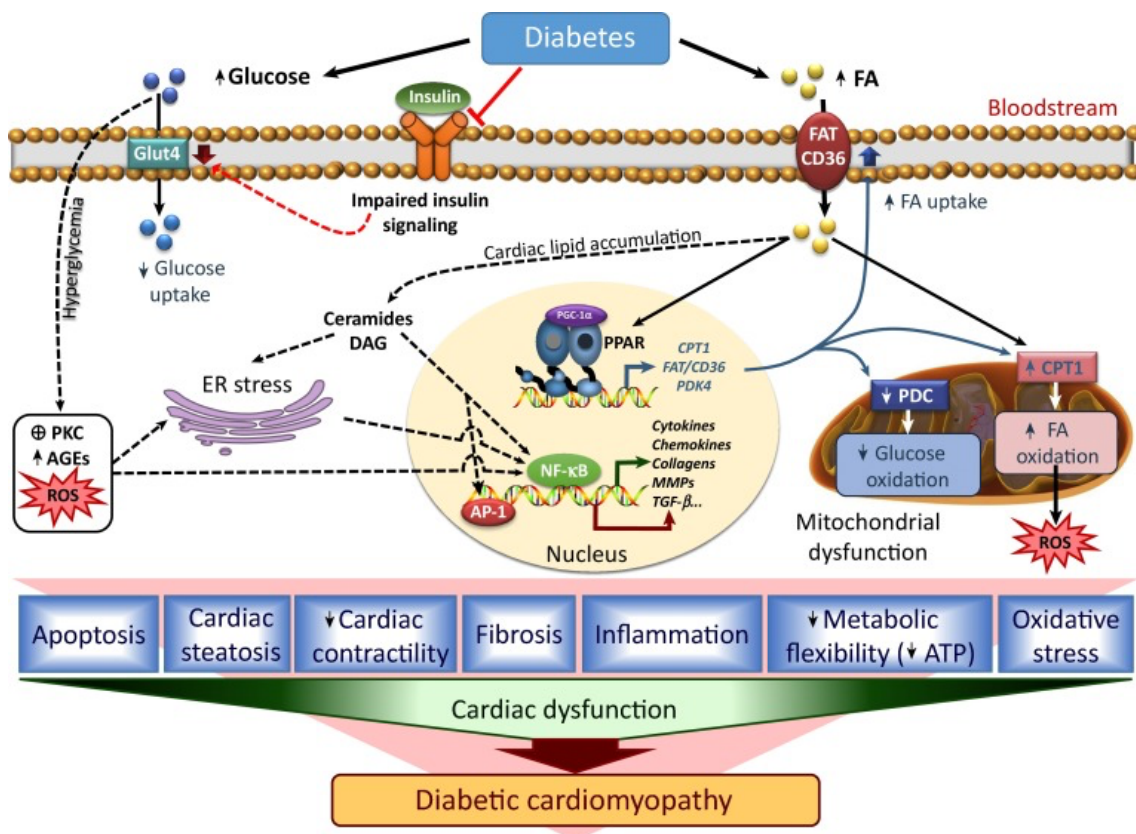 Diabetes
↑ Glucose
Insulin
↑ FA
Bloodstream
Glut4
FAT
CD36
Impaired insulin
signaling
↑ FA uptake
Hyperglycemia
↓ Glucose
uptake
Cardiac lipid accumulation
Ceramides
DAG
PGC-1α
PPAR
CPT1
FAT/CD36
PDK4
↑ CPT1
↓ PDC
ER stress
↑ FA
oxidation
↓ Glucose
oxidation
⊕ PKC
↑ AGEs
ROS
Cytokines
Chemokines
Collagens
MMPs
TGF-β...
NF-κB
AP-1
Nucleus
Mitochondrial
dysfunction
ROS
Apoptosis
Cardiac
steatosis
↓ Cardiac
contractility
Fibrosis
Inflammation
↓ Metabolic
flexibility (↓ ATP)
Oxidative
stress
Cardiac dysfunction
Diabetic cardiomyopathy